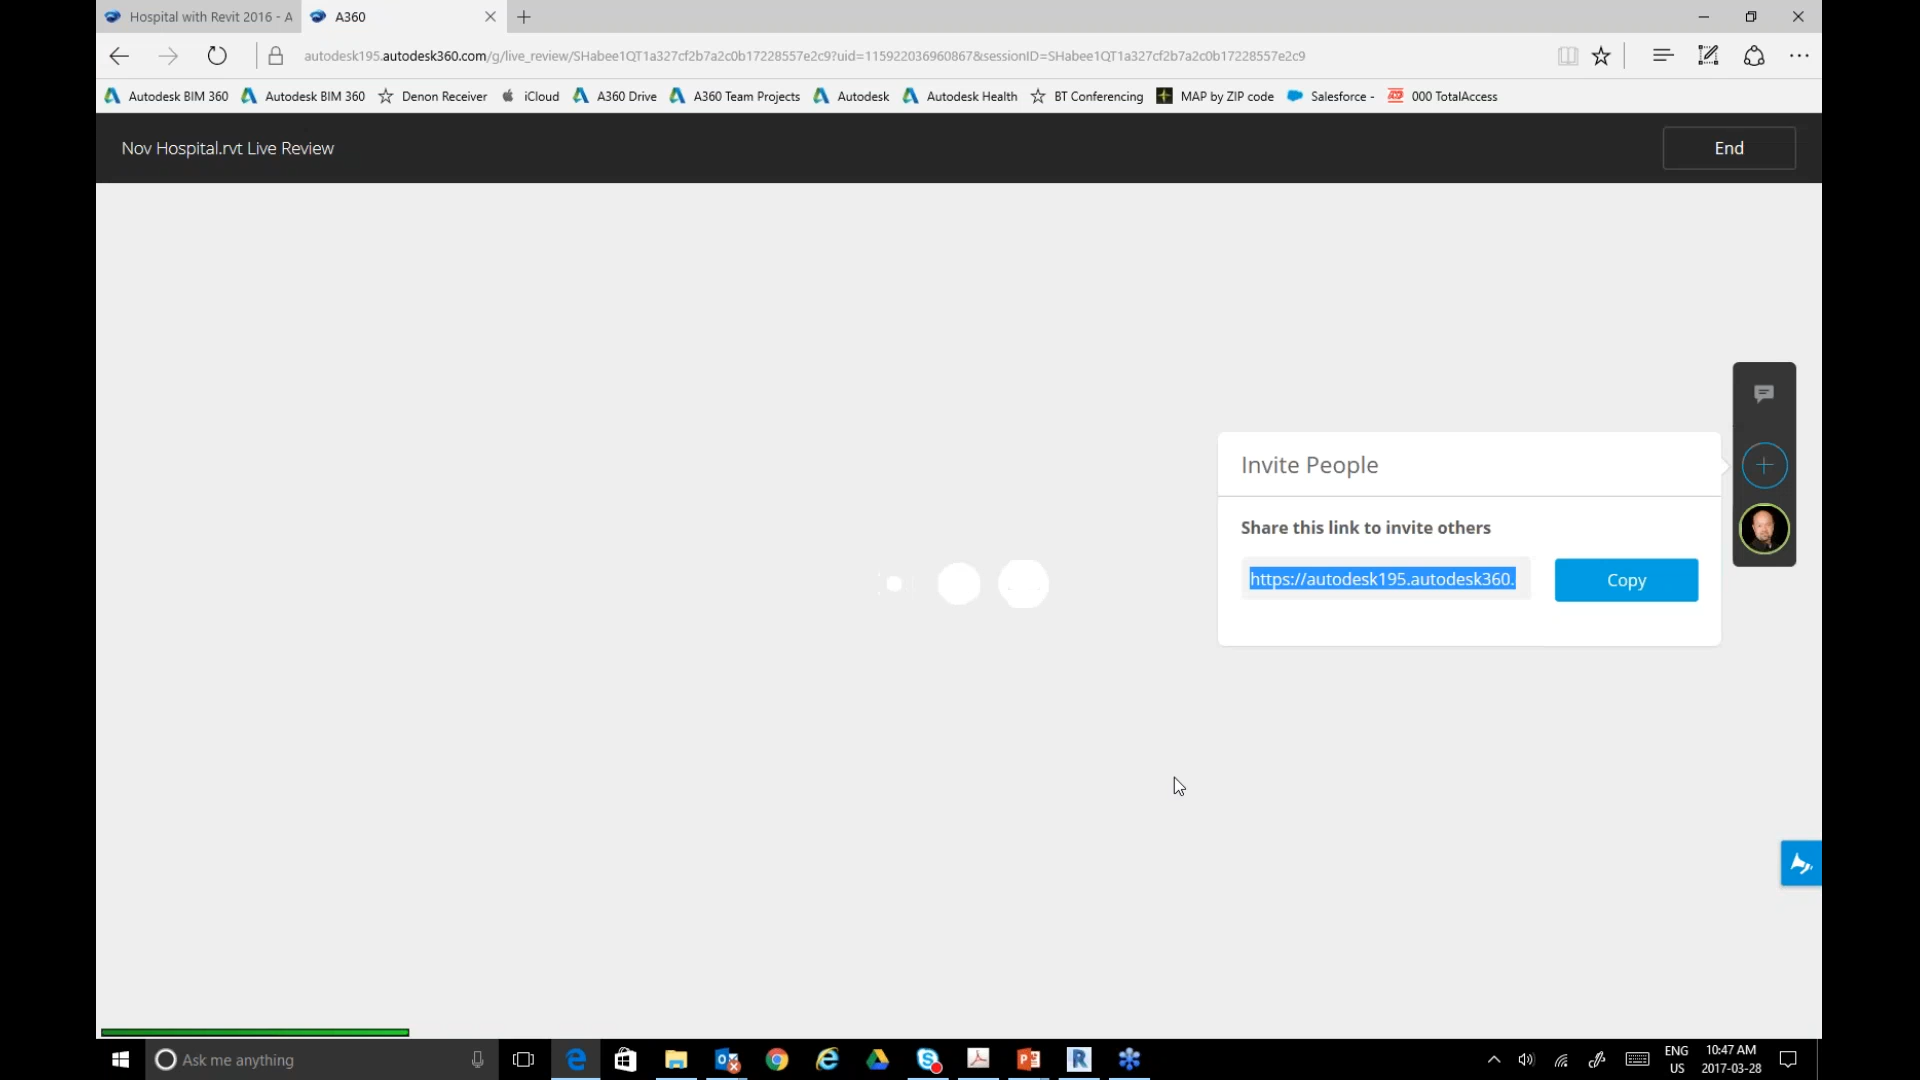 Hospital with Revit 2016 - A
A360
autodesk195.autodesk360.com/g/live_review/SHabee1QT1a327cf2b7a2c0b17228557e2c9?uid=115922036960867&sessionID=SHabee1QT1a327cf2b7a2c0b17228557e2c9
Autodesk BIM 360
Autodesk BIM 360
Denon Receiver
iCloud
A360 Drive
A360 Team Projects
Autodesk
Autodesk Health
BT Conferencing
MAP by ZIP code
Salesforce -
000 TotalAccess
Nov Hospital.rvt Live Review
End
Invite People
Share this link to invite others
https://autodesk195.autodesk360.
Copy
Ask me anything
ENG
US
10:47 AM
2017-03-28